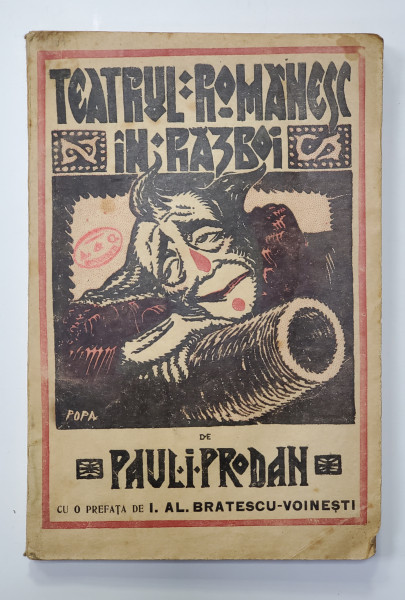 TEATRUL : ROMÂNESC
ÎN : RĂZBOI
A. & C.
POPA
DE
PAUL·I·PRODAN
CU O PREFAȚA DE I. AL. BRATESCU-VOINEȘTI